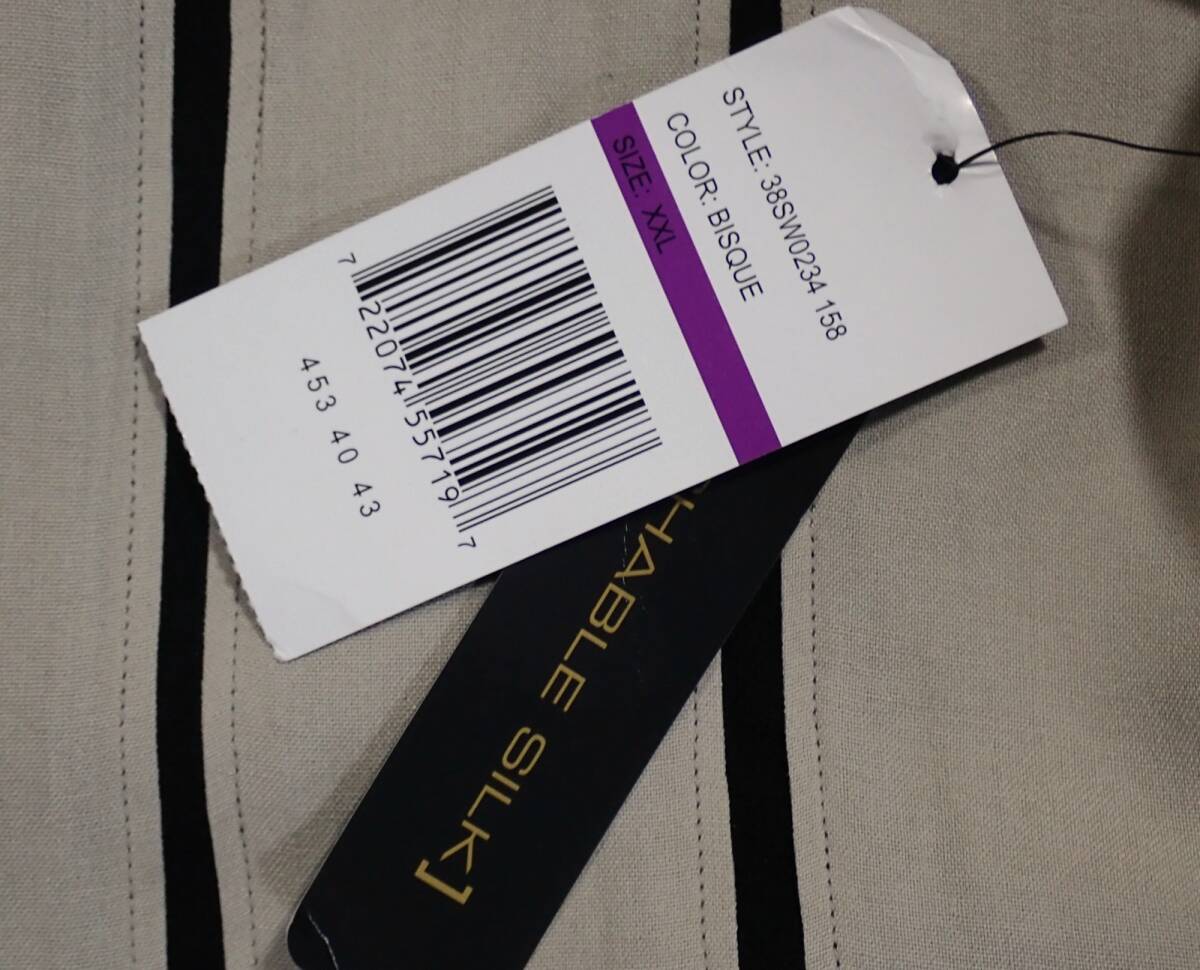 STYLE: 38SW0234 158
COLOR: BISQUE
SIZE: XXL
7 22074 55719 7
453 40 43
HABLE SILK]